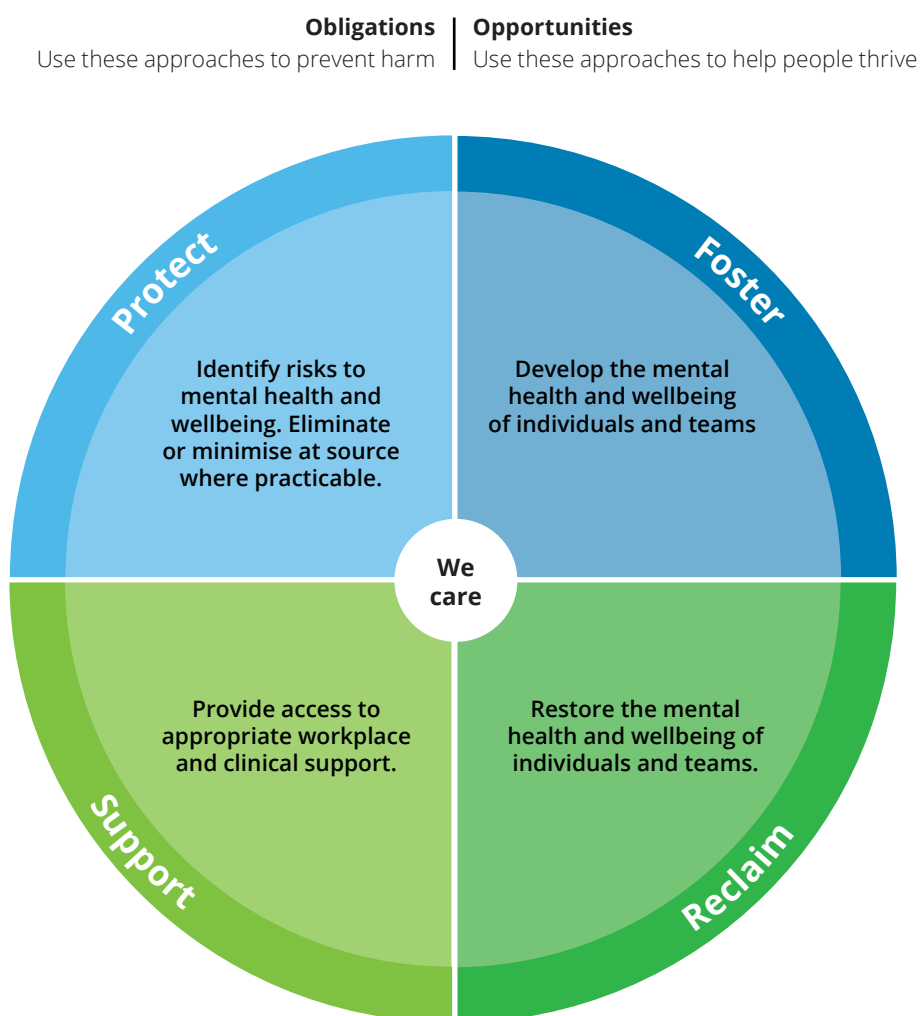 Obligations
Use these approaches to prevent harm
Opportunities
Use these approaches to help people thrive
Protect
Identify risks to
mental health and
wellbeing. Eliminate
or minimise at source
where practicable.
Foster
Develop the mental
health and wellbeing
of individuals and teams
We
care
Support
Provide access to
appropriate workplace
and clinical support.
Reclaim
Restore the mental
health and wellbeing of
individuals and teams.